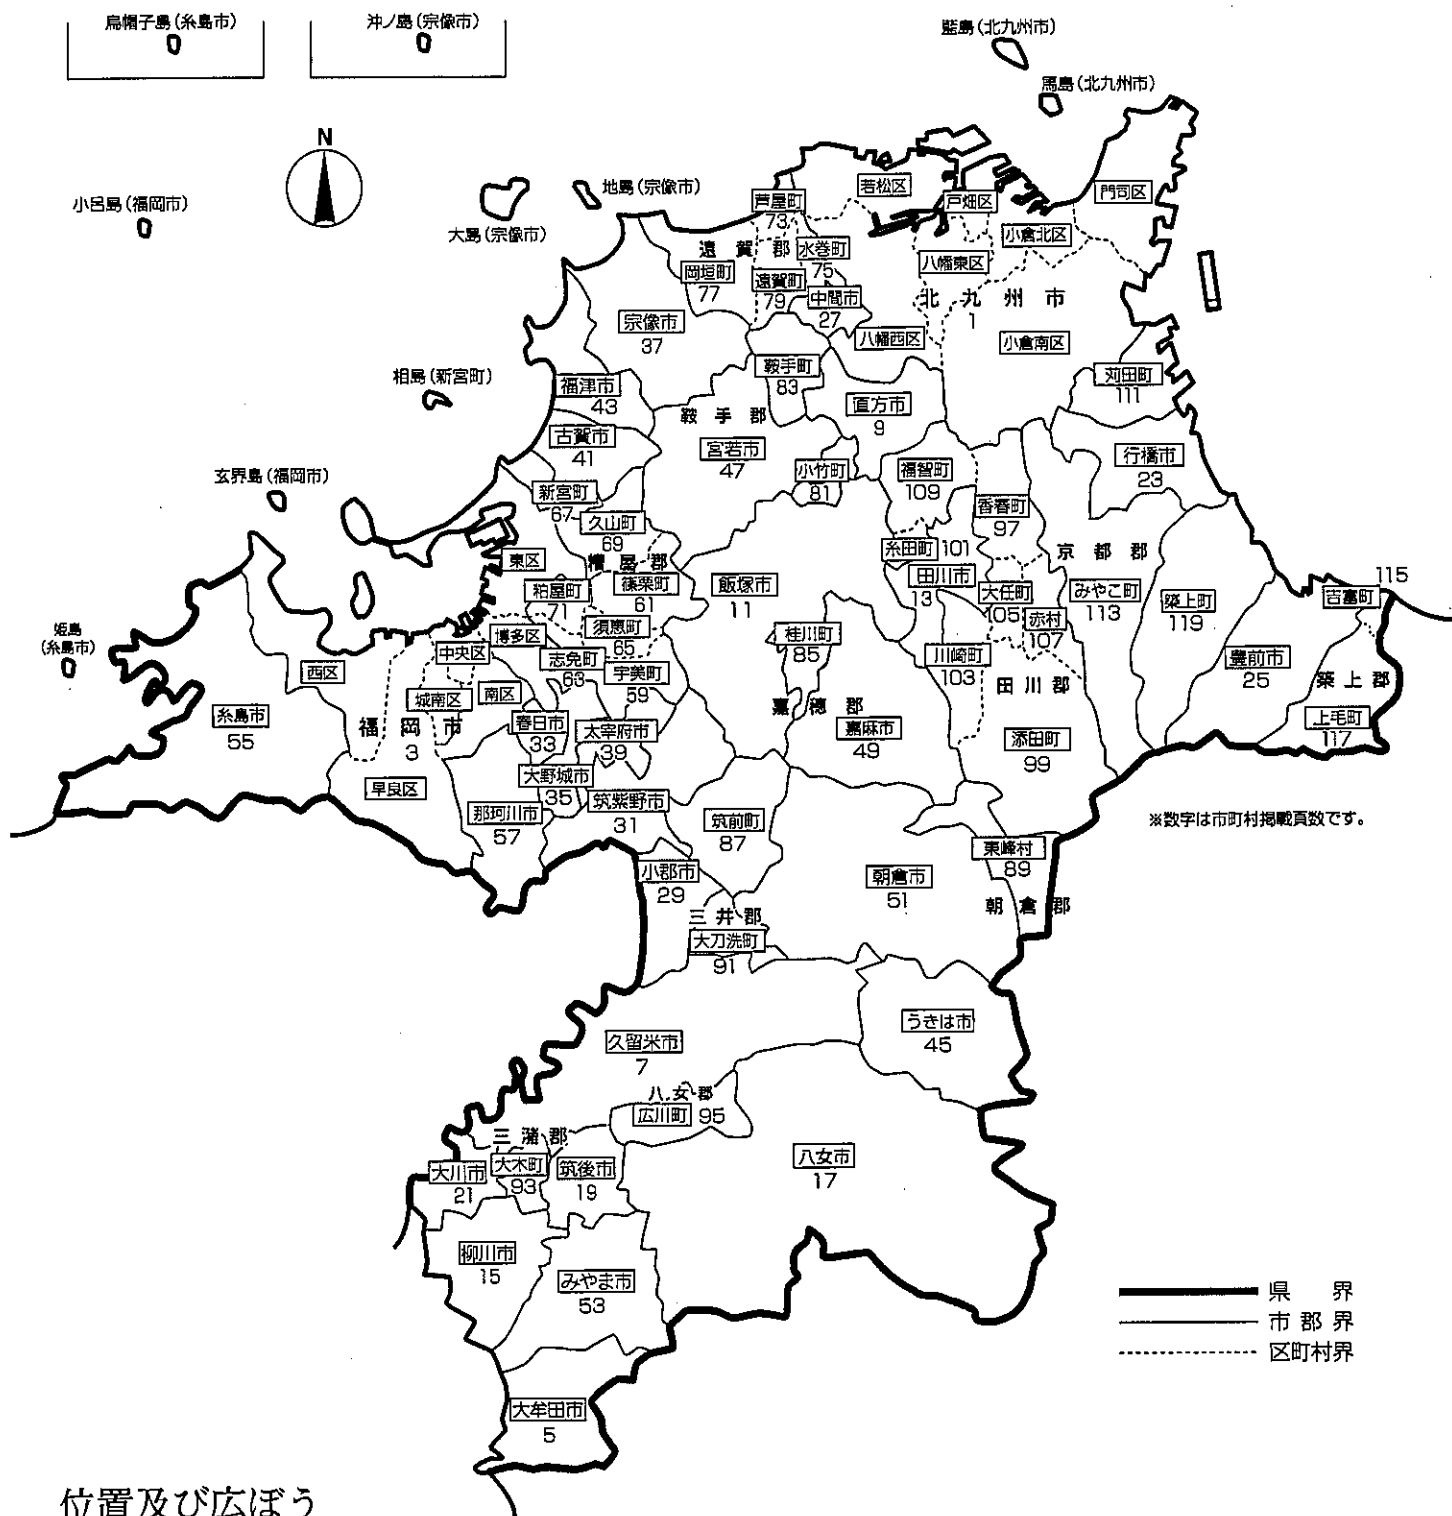 烏帽子島(糸島市)
沖ノ島(宗像市)
藍島(北九州市)
馬島(北九州市)
N
小呂島(福岡市)
大島(宗像市)
地島(宗像市)
芦屋町
73
若松区
戸畑区
門司区
小倉北区
遠賀郡
水巻町
75
岡垣町
77
遠賀町
79
八幡東区
中間市
27
北九州市
1
宗像市
37
八幡西区
小倉南区
相島(新宮町)
福津市
43
鞍手町
83
苅田町
111
鞍手郡
直方市
9
古賀市
41
宮若市
47
行橋市
23
玄界島(福岡市)
小竹町
81
福智町
109
新宮町
67
香春町
97
久山町
69
糸田町
101
京都郡
東区
糟屋郡
篠栗町
61
飯塚市
11
田川市
13
粕屋町
71
大任町
105
みやこ町
113
築上町
119
115
吉富町
赤村
107
須恵町
65
姫島
(糸島市)
博多区
桂川町
85
中央区
志免町
63
川崎町
103
豊前市
25
西区
宇美町
59
田川郡
築上郡
城南区
南区
嘉穂郡
糸島市
55
福岡市
3
春日市
33
太宰府市
39
嘉麻市
49
上毛町
117
添田町
99
大野城市
35
早良区
筑紫野市
31
那珂川市
57
筑前町
87
※数字は市町村掲載頁数です。
東峰村
89
小郡市
29
朝倉市
51
朝倉郡
三井郡
大刀洗町
91
うきは市
45
久留米市
7
八女郡
広川町 95
三潴郡
大川市
21
大木町
93
筑後市
19
八女市
17
柳川市
15
みやま市
53
県界
市郡界
区町村界
大牟田市
5
位置及び広ぼう